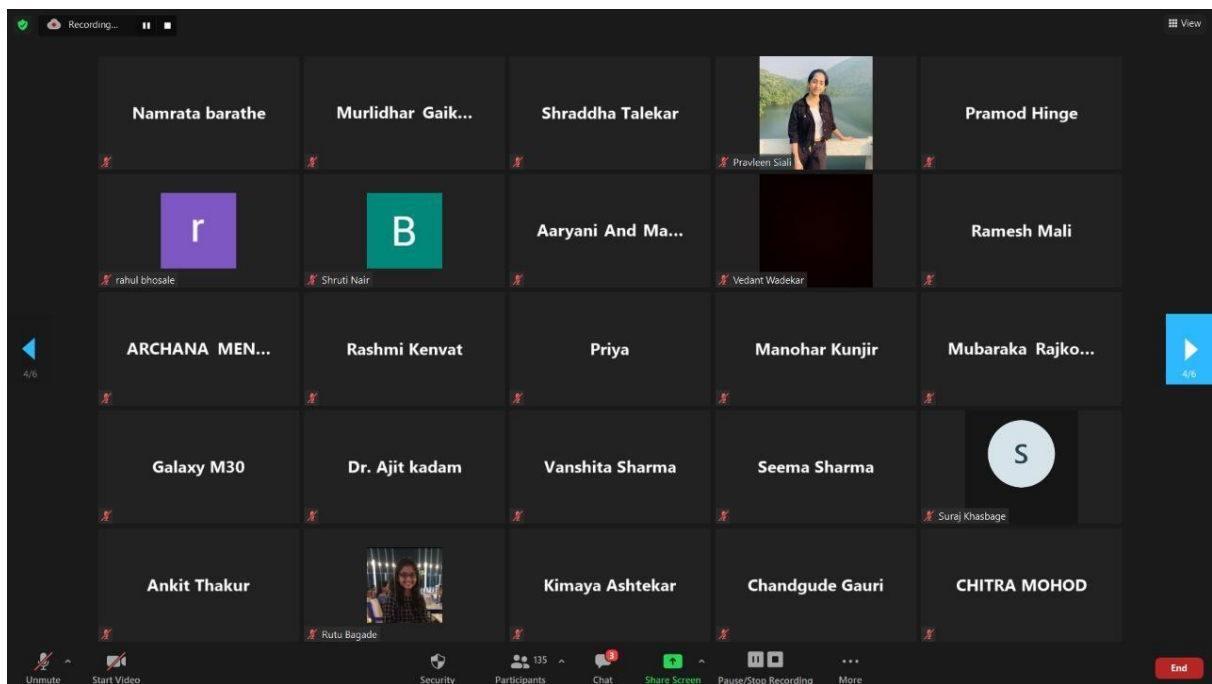 Recording...
View
Namrata barathe
Murlidhar Gaik...
Shraddha Talekar
Pravleen Siali
Pramod Hinge
r
rahul bhosale
B
Shruti Nair
Aaryani And Ma...
Vedant Wadekar
Ramesh Mali
4/6
ARCHANA MEN...
Rashmi Kenvat
Priya
Manohar Kunjir
Mubaraka Rajko...
4/6
Galaxy M30
Dr. Ajit kadam
Vanshita Sharma
Seema Sharma
S
Suraj Khasbage
Ankit Thakur
Rutu Bagade
Kimaya Ashtekar
Chandgude Gauri
CHITRA MOHOD
Unmute
Start Video
Security
135
Participants
3
Chat
Share Screen
Pause/Stop Recording
More
End